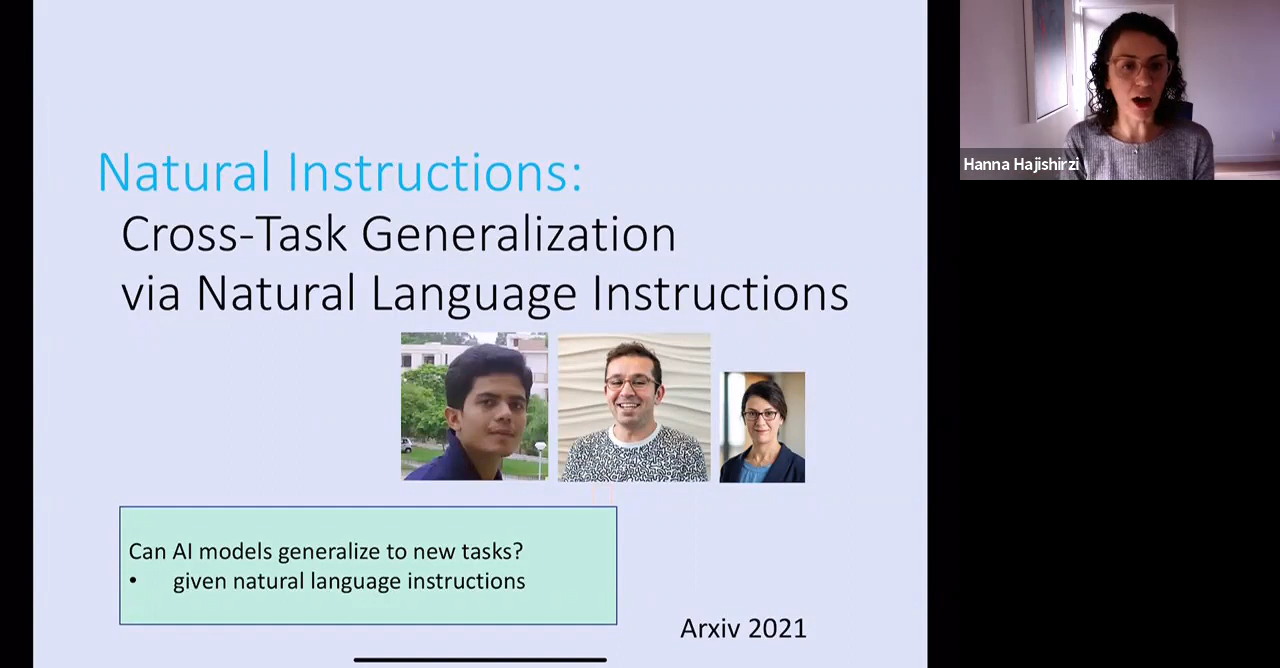 Natural Instructions:
Cross-Task Generalization
via Natural Language Instructions
Can AI models generalize to new tasks?
• given natural language instructions
Arxiv 2021
Hanna Hajishirzi